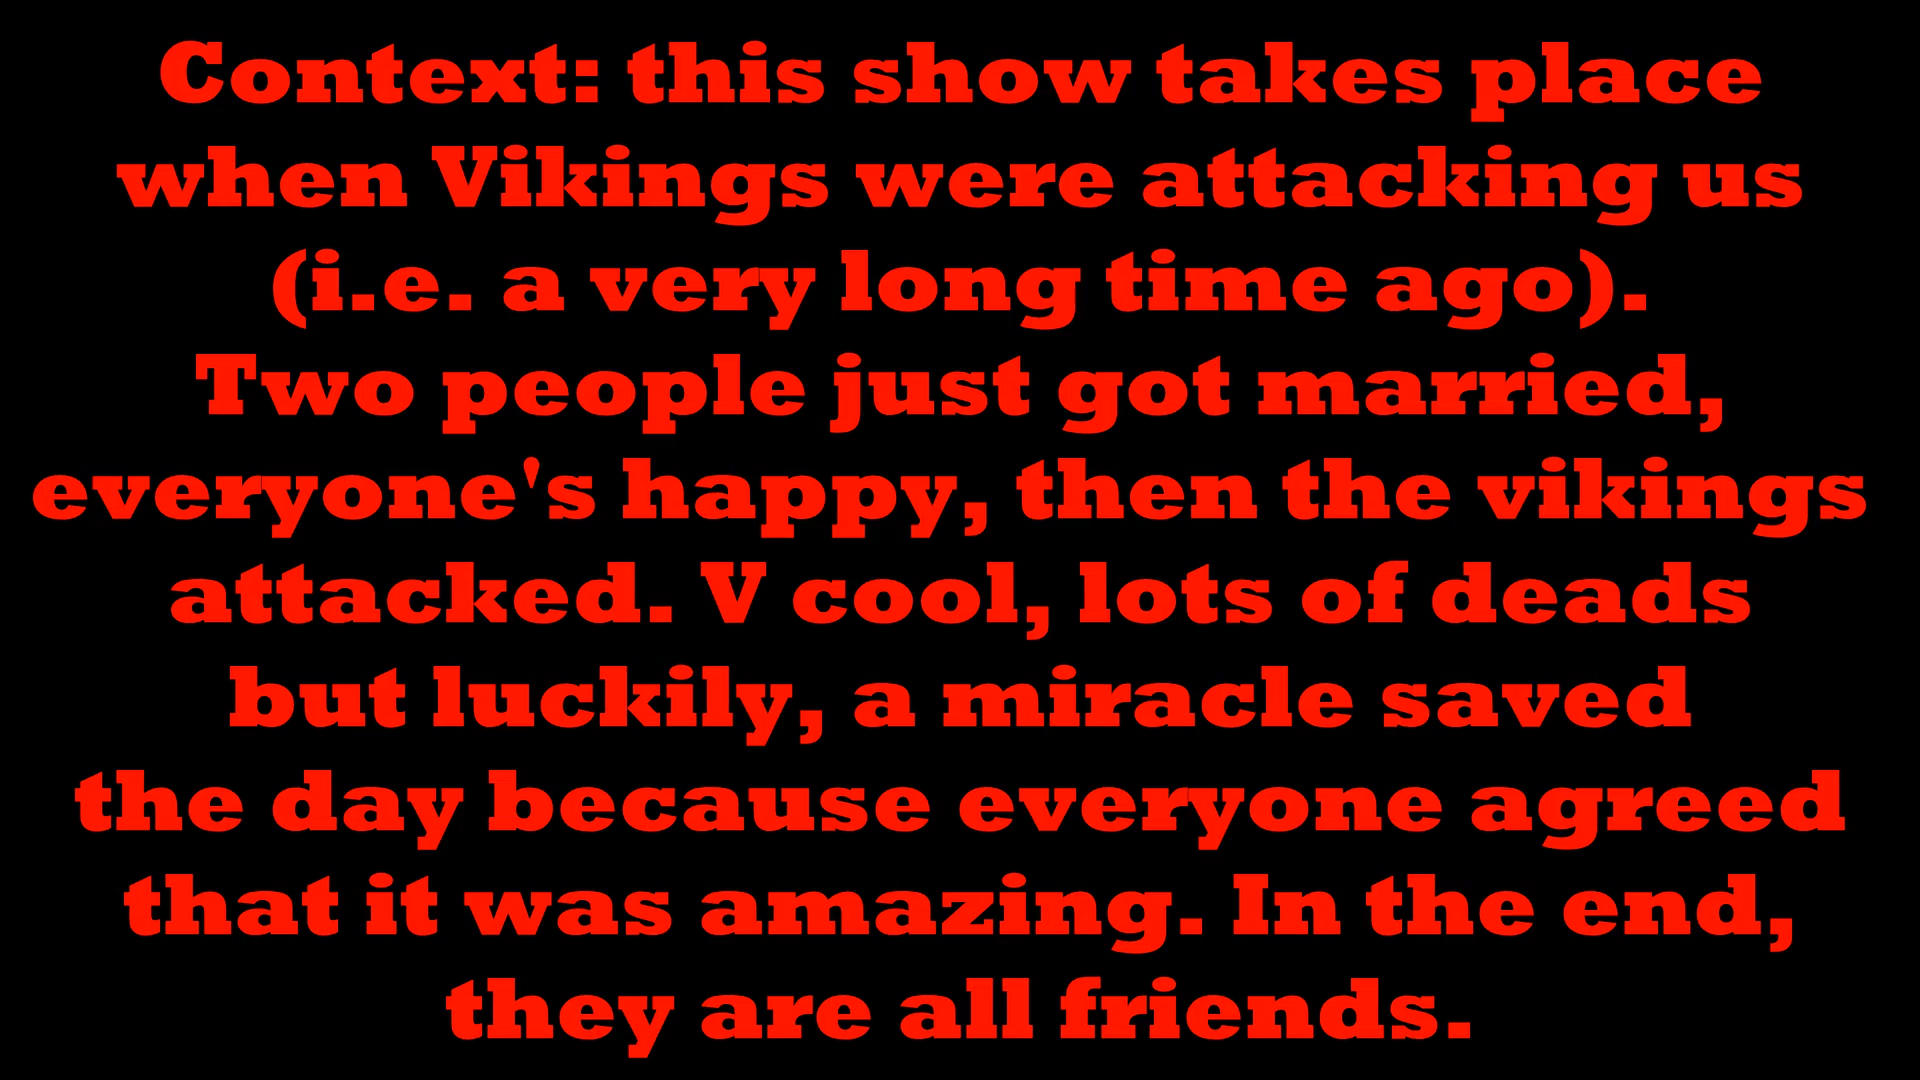 Context: this show takes place
when Vikings were attacking us
(i.e. a very long time ago).
Two people just got married,
everyone's happy, then the vikings
attacked. V cool, lots of deads
but luckily, a miracle saved
the day because everyone agreed
that it was amazing. In the end,
they are all friends.